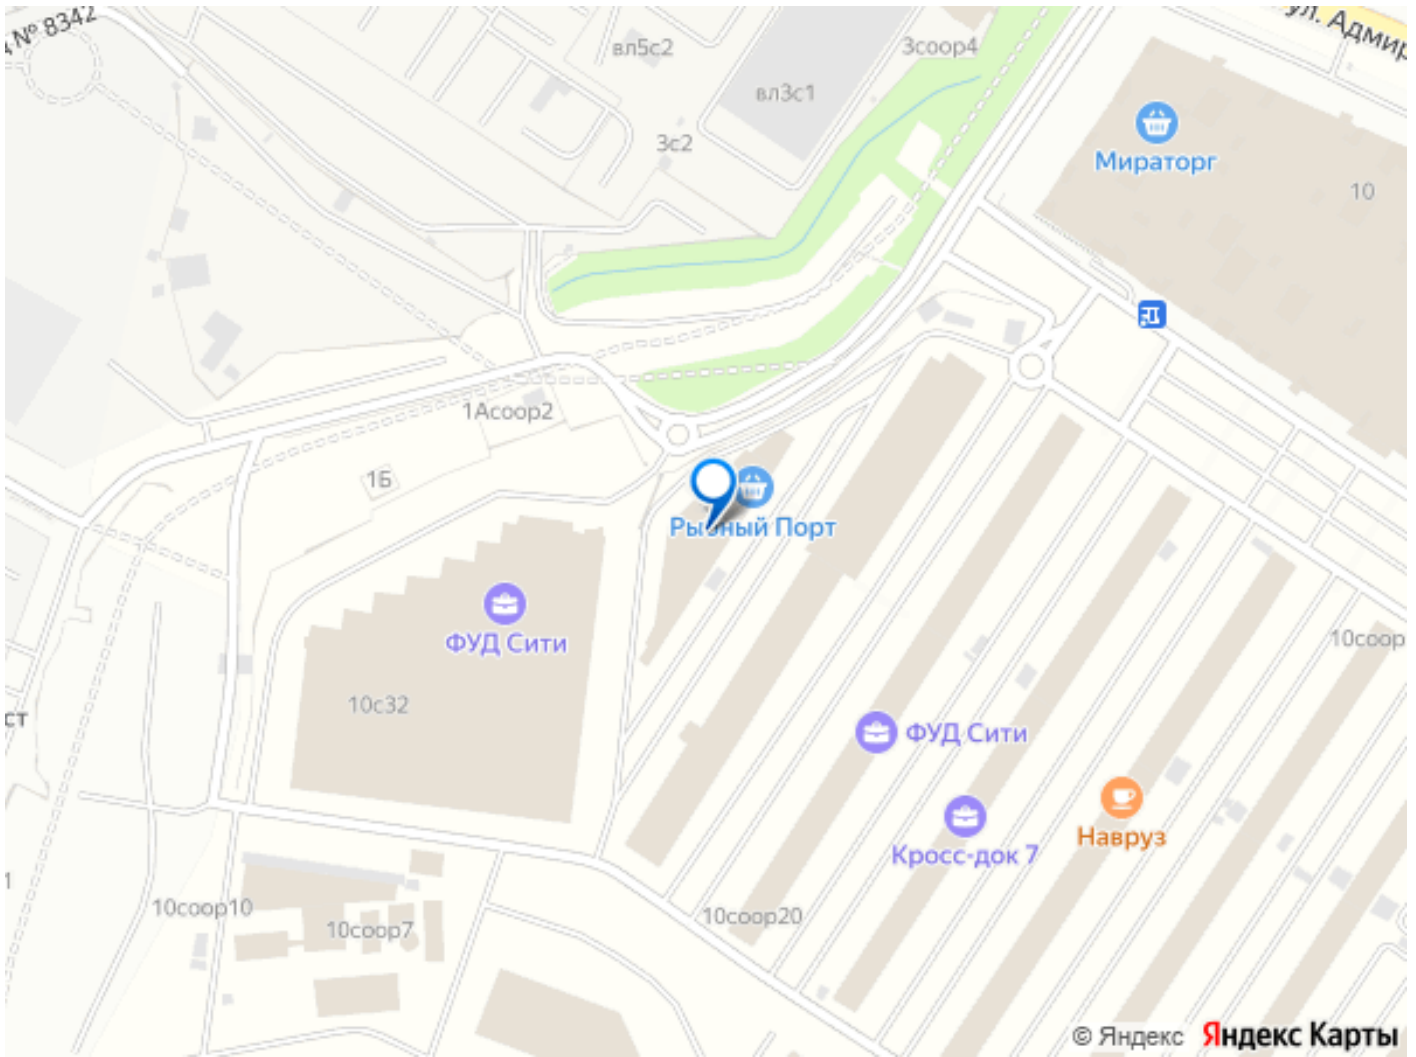 № 8342
ул. Адмир
вл5с2
3соор4
вл3с1
3с2
Мираторг
10
1Асоор2
1Б
Рыбный Порт
ФУД Сити
10с32
10соор
ст
ФУД Сити
Кросс-док 7
Навруз
1
10соор10
10соор7
10соор20
© Яндекс Яндекс Карты